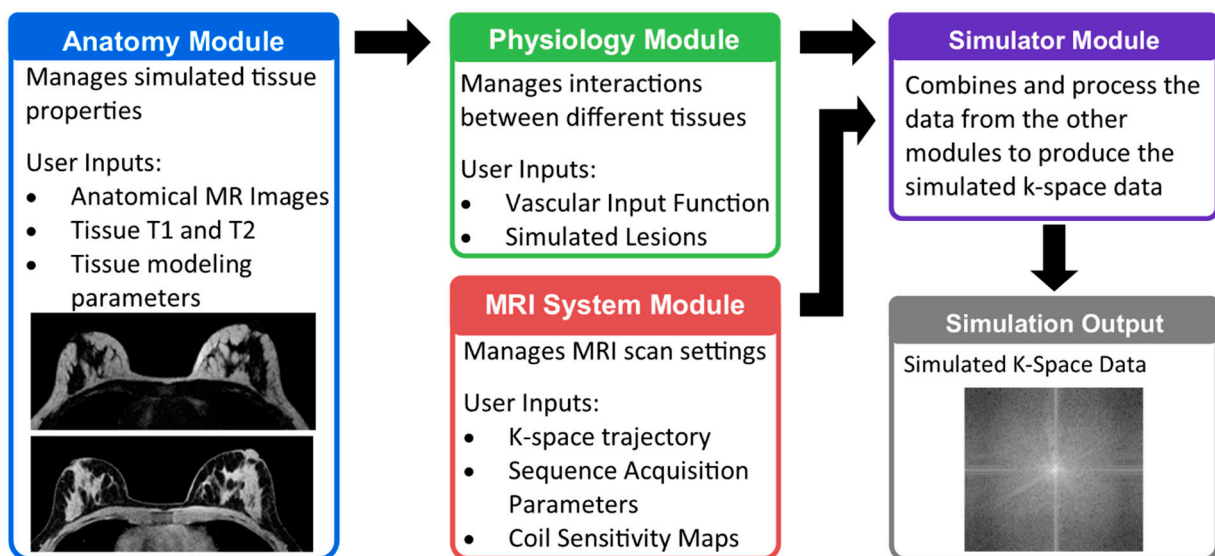 Anatomy Module
Manages simulated tissue
properties
User Inputs:
• Anatomical MR Images
• Tissue T1 and T2
• Tissue modeling
parameters
Physiology Module
Manages interactions
between different tissues
User Inputs:
• Vascular Input Function
• Simulated Lesions
MRI System Module
Manages MRI scan settings
User Inputs:
• K-space trajectory
• Sequence Acquisition
Parameters
• Coil Sensitivity Maps
Simulator Module
Combines and process the
data from the other
modules to produce the
simulated k-space data
Simulation Output
Simulated K-Space Data